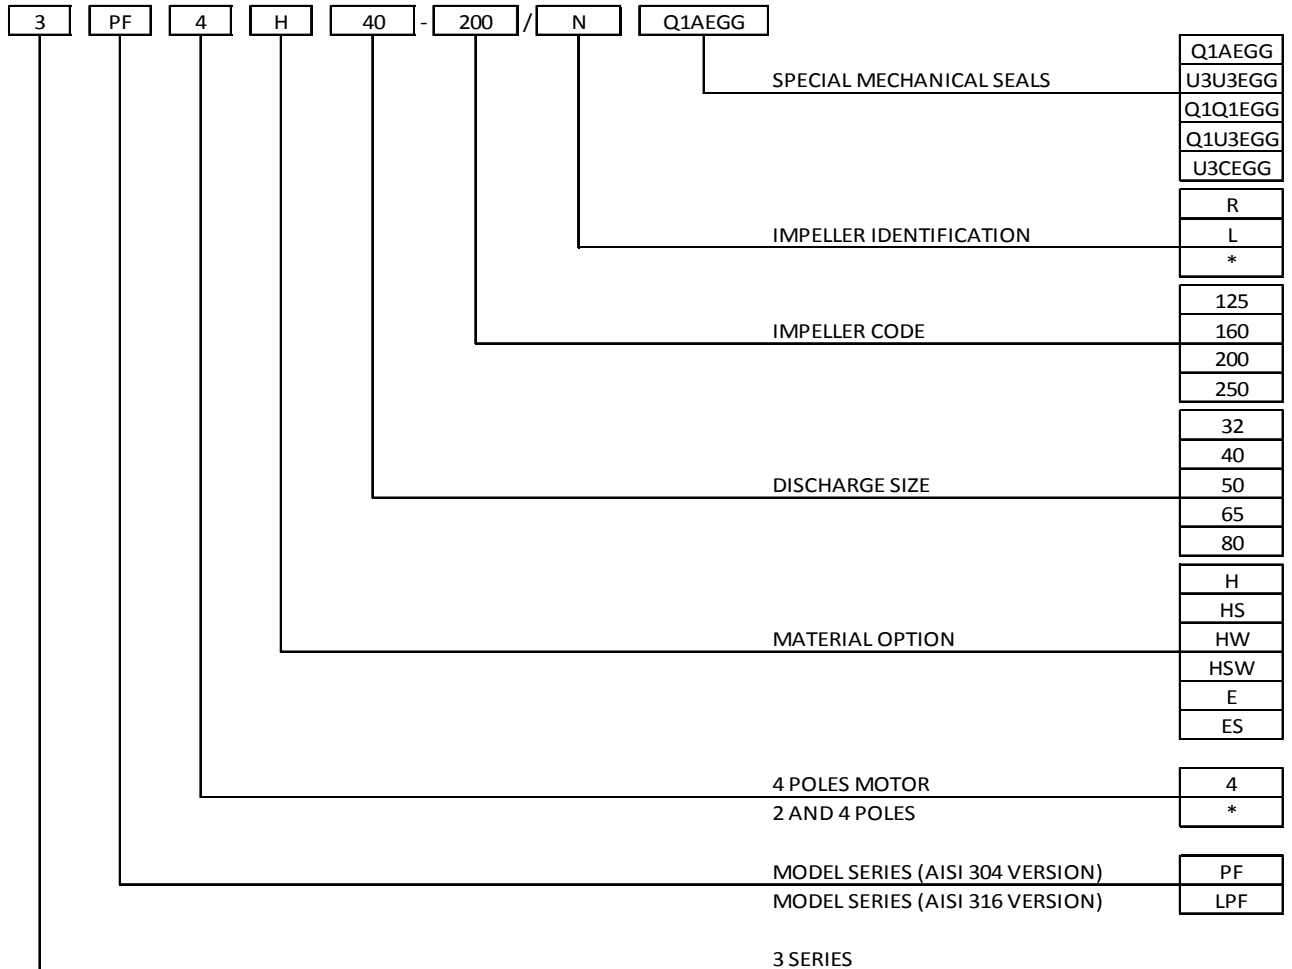 3 PF 4 H 40 - 200 / N Q1AEGG
Q1AEGG
SPECIAL MECHANICAL SEALS U3U3EGG
Q1Q1EGG
Q1U3EGG
U3CEGG
R
IMPELLER IDENTIFICATION L
*
125
IMPELLER CODE 160
200
250
32
40
DISCHARGE SIZE 50
65
80
H
HS
MATERIAL OPTION HW
HSW
E
ES
4 POLES MOTOR 4
2 AND 4 POLES *
MODEL SERIES (AISI 304 VERSION) PF
MODEL SERIES (AISI 316 VERSION) LPF
3 SERIES